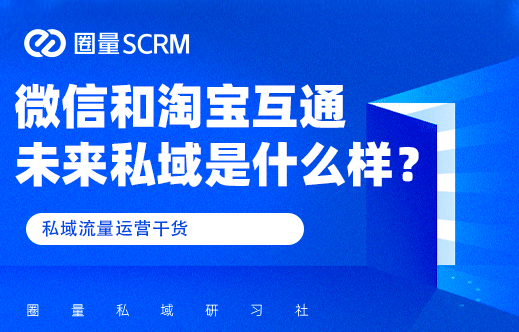 圈量SCRM
微信和淘宝互通
未来私域是什么样？
私域流量运营干货
圈量私域研习社